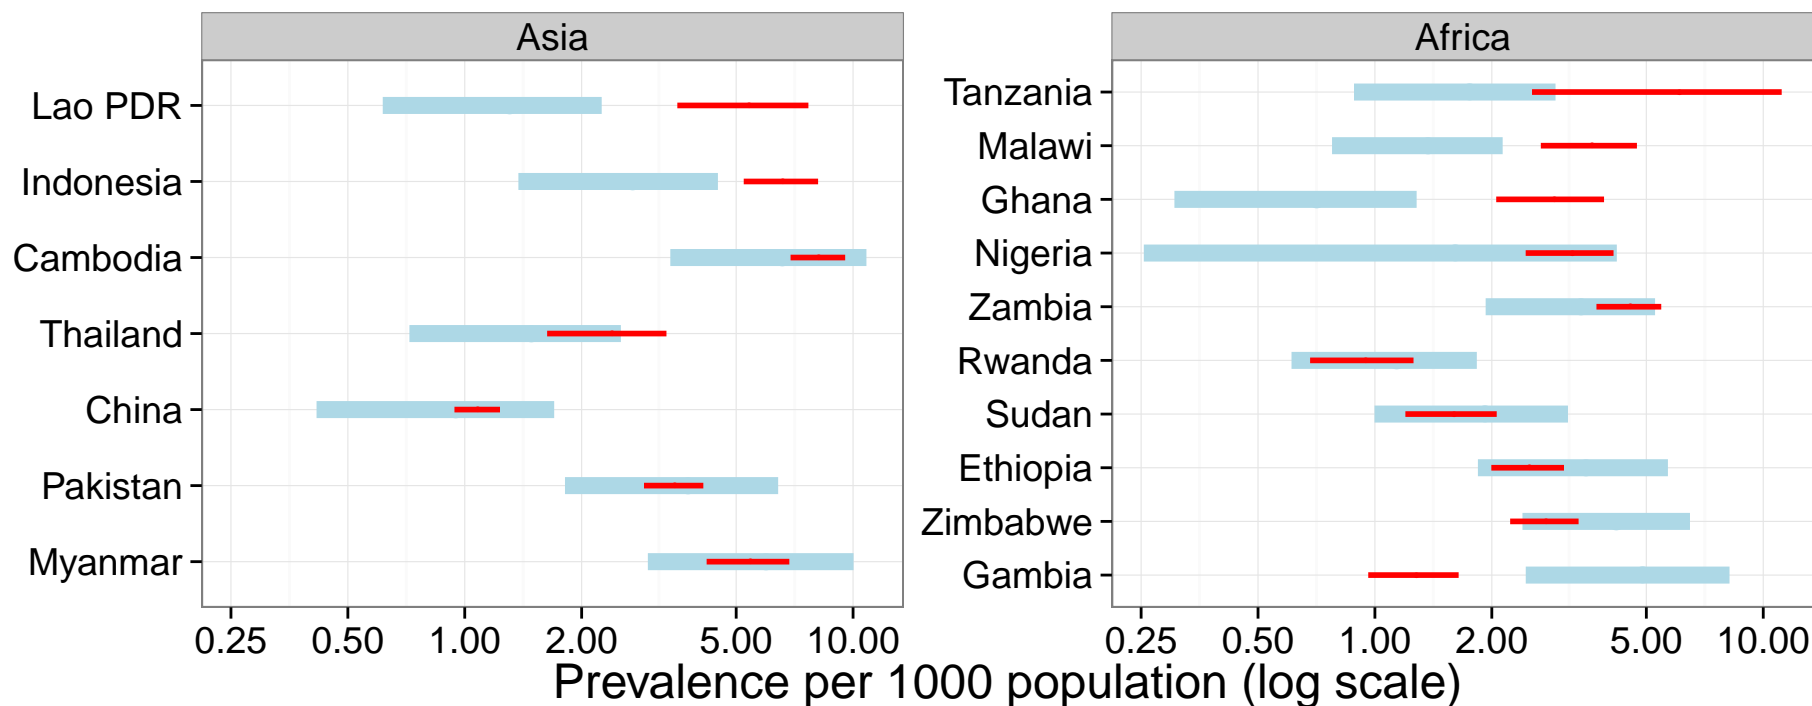 Asia
Lao PDR
Indonesia
Cambodia
Thailand
China
Pakistan
Myanmar
0.25 0.50 1.00 2.00 5.00 10.00
Africa
Tanzania
Malawi
Ghana
Nigeria
Zambia
Rwanda
Sudan
Ethiopia
Zimbabwe
Gambia
0.25 0.50 1.00 2.00 5.00 10.00
Prevalence per 1000 population (log scale)